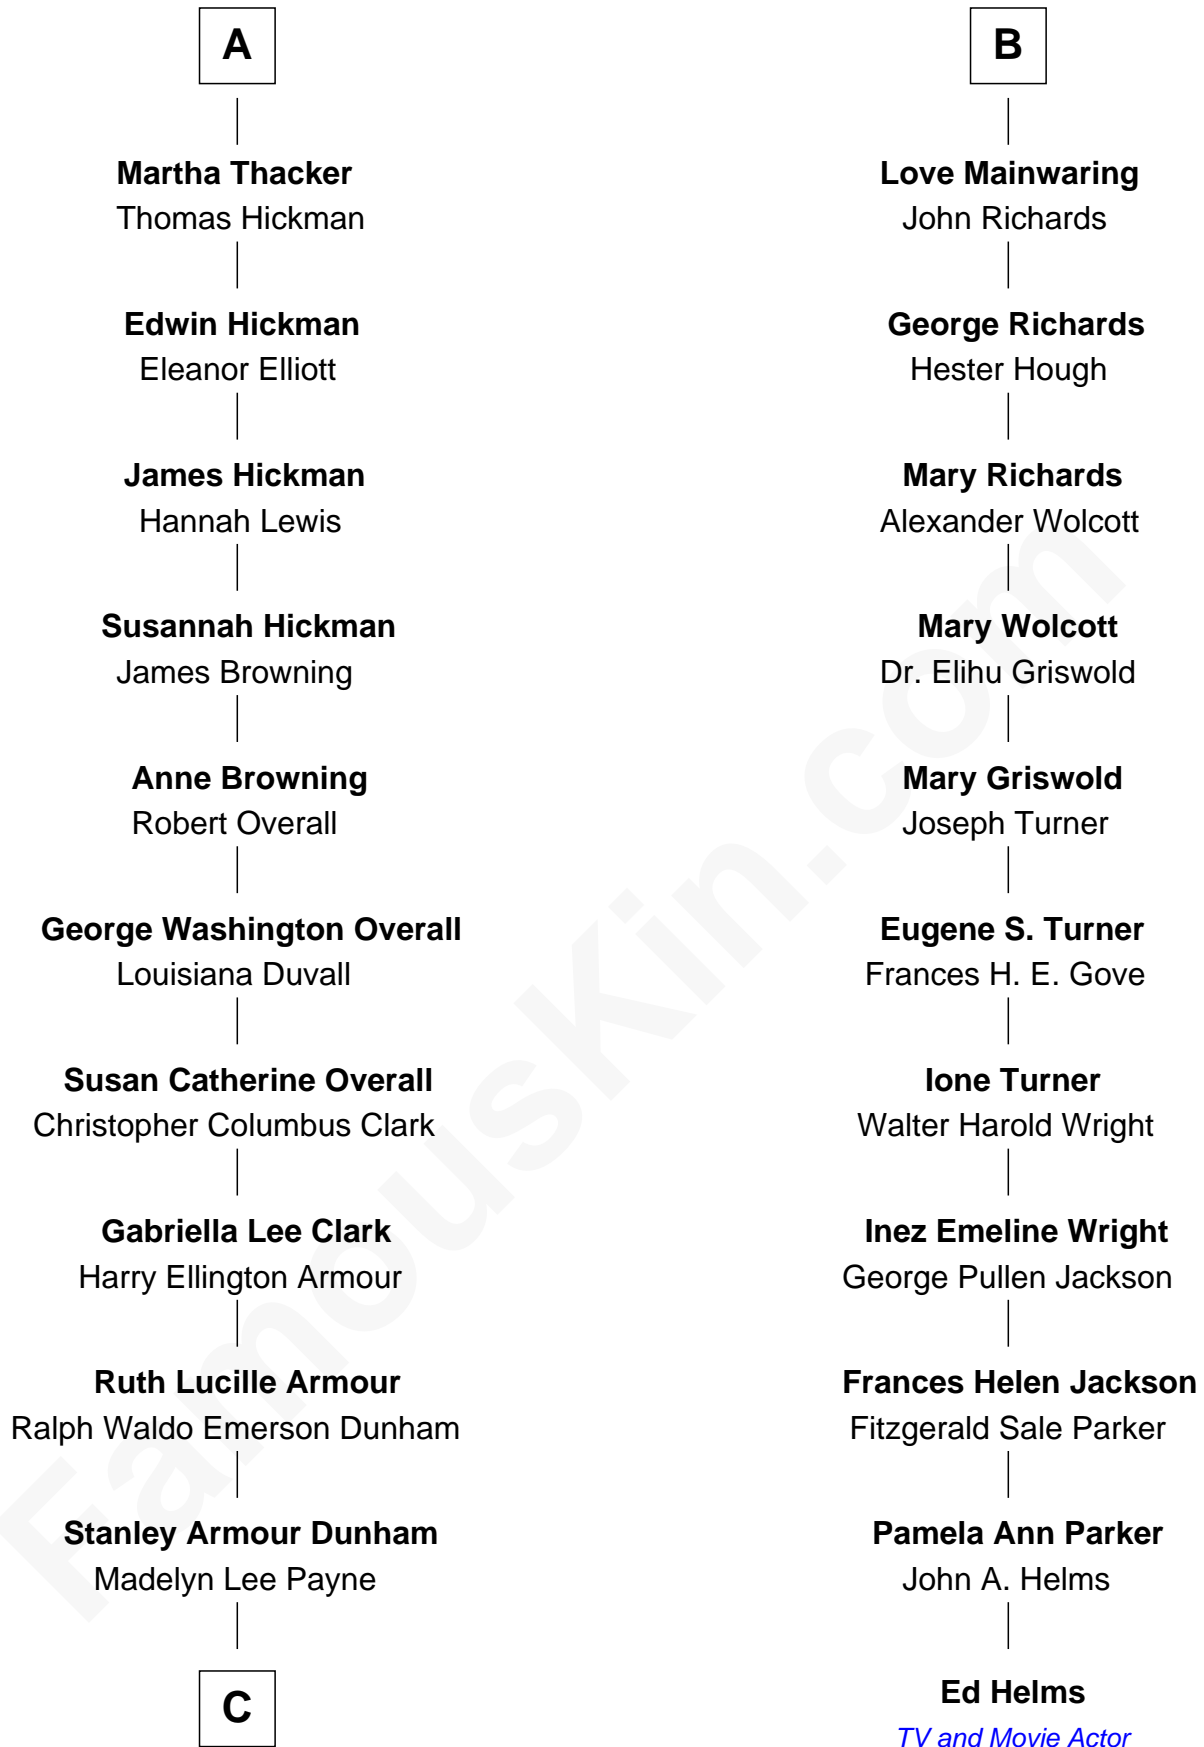 A
Martha Thacker
Thomas Hickman
Edwin Hickman
Eleanor Elliott
James Hickman
Hannah Lewis
Susannah Hickman
James Browning
Anne Browning
Robert Overall
George Washington Overall
Louisiana Duvall
Susan Catherine Overall
Christopher Columbus Clark
Gabriella Lee Clark
Harry Ellington Armour
Ruth Lucille Armour
Ralph Waldo Emerson Dunham
Stanley Armour Dunham
Madelyn Lee Payne
C
B
Love Mainwaring
John Richards
George Richards
Hester Hough
Mary Richards
Alexander Wolcott
Mary Wolcott
Dr. Elihu Griswold
Mary Griswold
Joseph Turner
Eugene S. Turner
Frances H. E. Gove
Ione Turner
Walter Harold Wright
Inez Emeline Wright
George Pullen Jackson
Frances Helen Jackson
Fitzgerald Sale Parker
Pamela Ann Parker
John A. Helms
Ed Helms
TV and Movie Actor
FamousKin.com